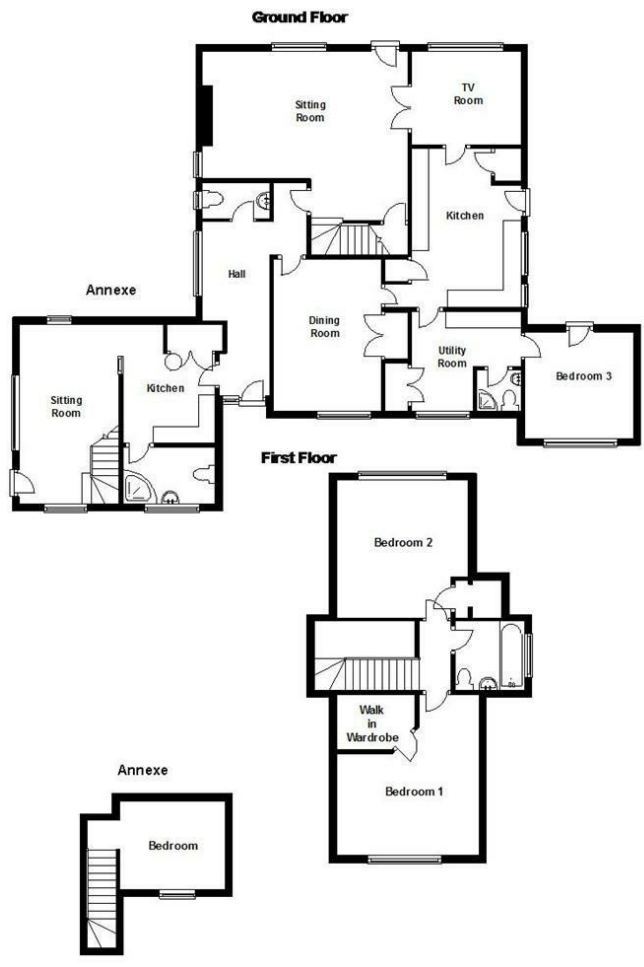 Ground Floor
TV
Room
Sitting
Room
Kitchen
Hall
Annexe
Dining
Room
Utility
Room
Bedroom 3
Kitchen
Sitting
Room
First Floor
Bedroom 2
Walk
in
Wardrobe
Bedroom 1
Annexe
Bedroom